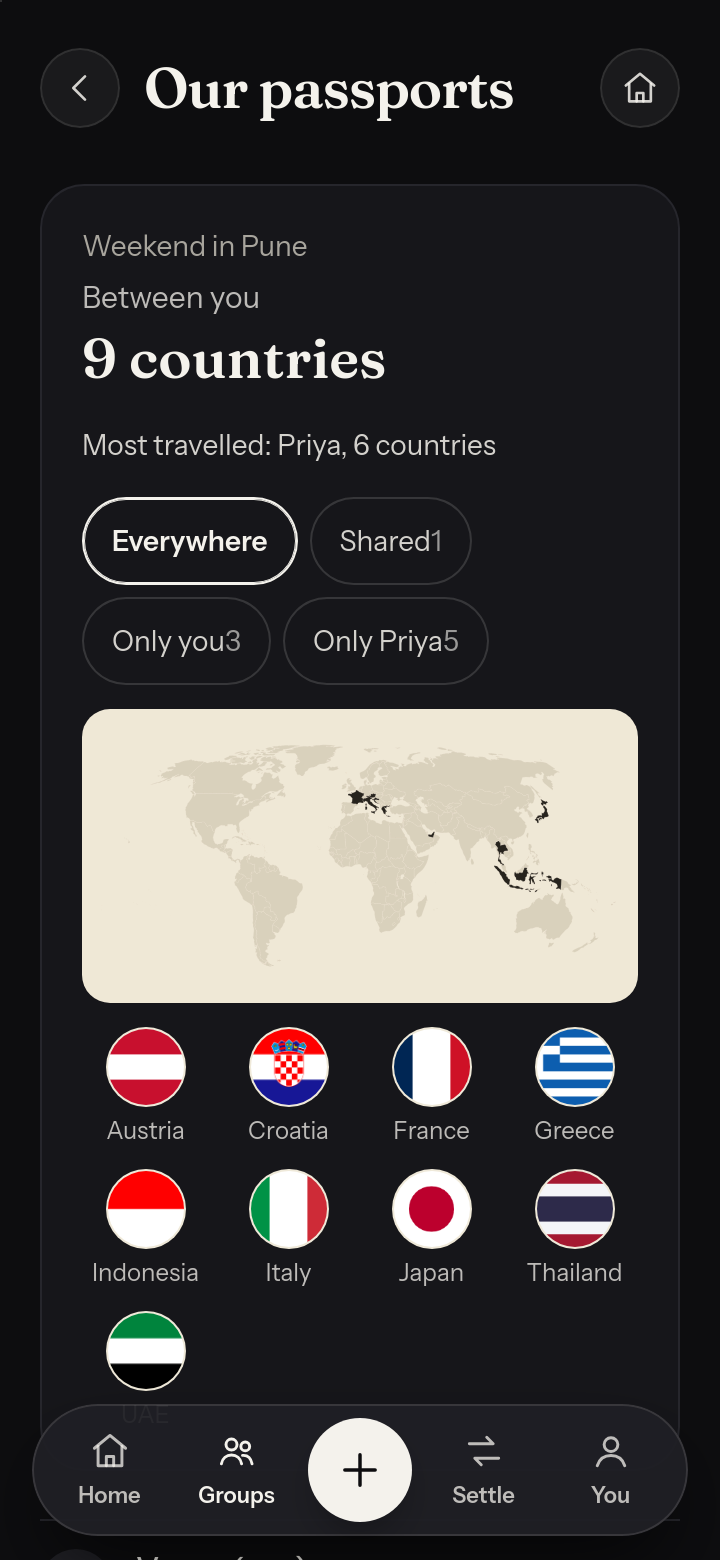 Our passports
Weekend in Pune
Between you
9 countries
Most travelled: Priya, 6 countries
Everywhere
Shared1
Only you3
Only Priya5
Austria
Croatia
France
Greece
Indonesia
Italy
Japan
Thailand
UAE
Home
Groups
Settle
You